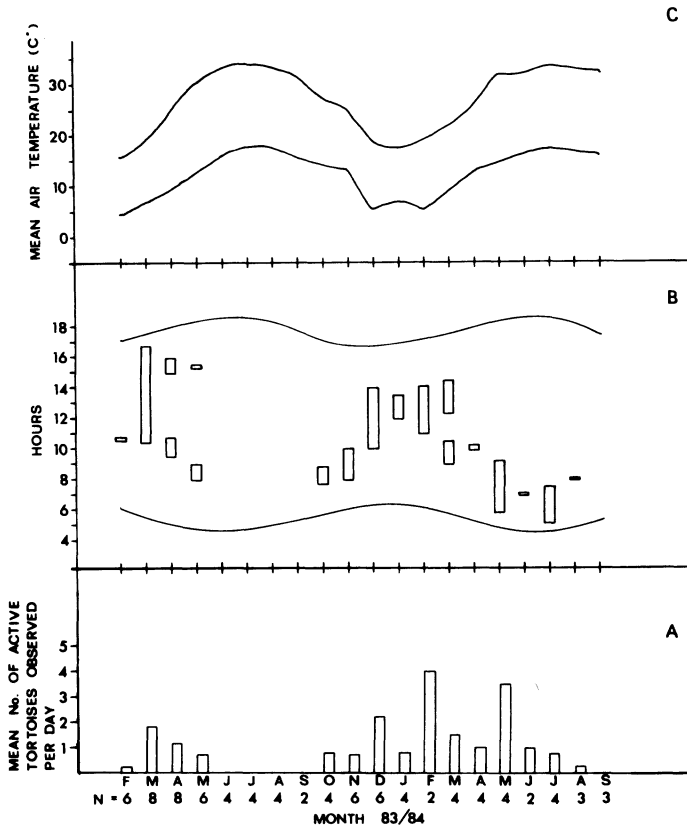 C
MEAN AIR TEMPERATURE (C°)
30
20
10
0
B
HOURS
18
16
14
12
10
8
6
4
A
MEAN No. OF ACTIVE
TORTOISES OBSERVED
PER DAY
5
4
3
2
1
F M A M J J A S O N D J F M A M J J A S
N = 6 8 8 6 4 4 4 2 4 6 6 4 2 4 4 4 2 4 3 3
MONTH 83/84